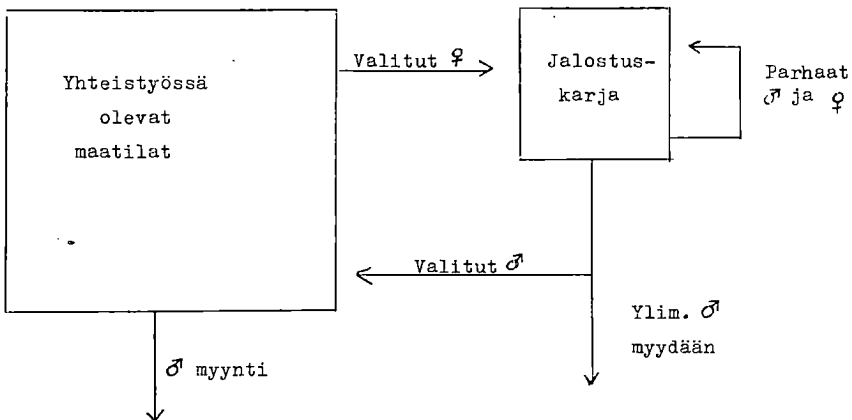 Yhteistyössä
olevat
maatilat
Valitut ♀
Jalostus-
karja
Parhaat
♂ ja ♀
Valitut ♂
Ylim. ♂
myydään
♂ myynti